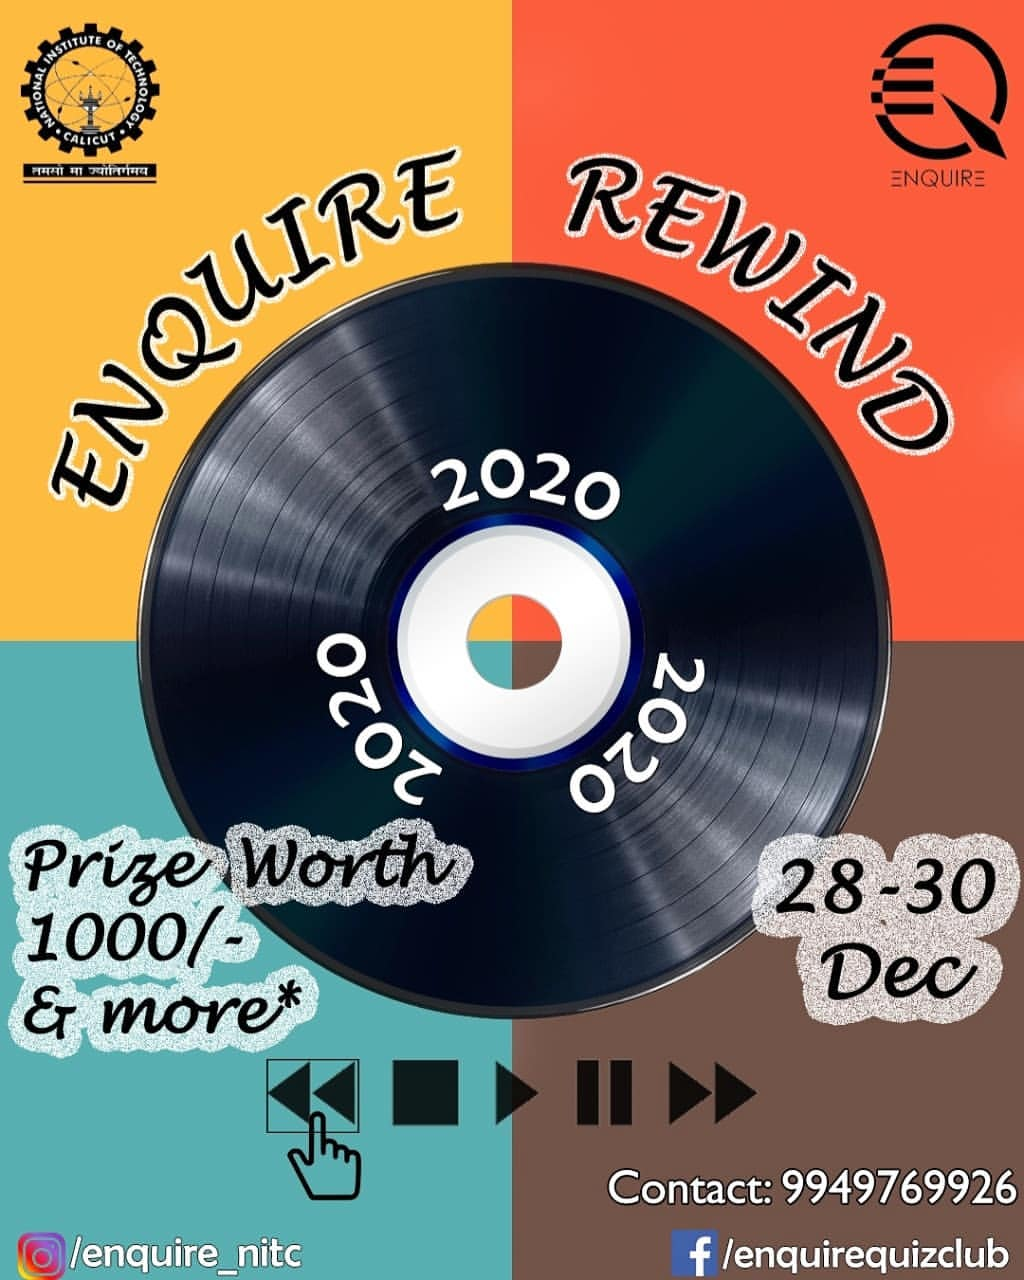 NATIONAL INSTITUTE OF TECHNOLOGY
• CALICUT •
तमसो मा ज्योतिर्गमय
ENQUIRE
ENQUIRE REWIND
2020
2020
2020
Prize Worth
1000/-
& more*
28-30
Dec
Contact: 9949769926
/enquire_nitc
f /enquirequizclub